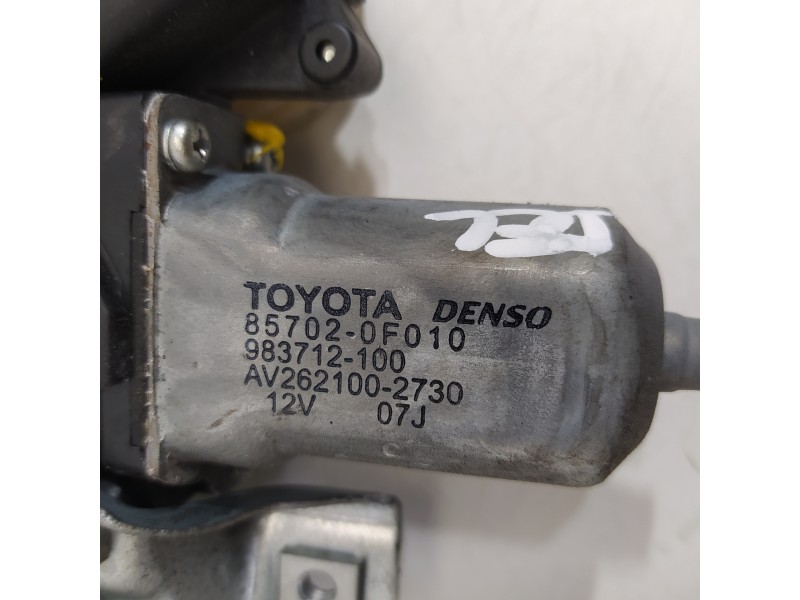 TOYOTA DENSO
85702-0F010
983712-100
AV262100-2730
12V 07J